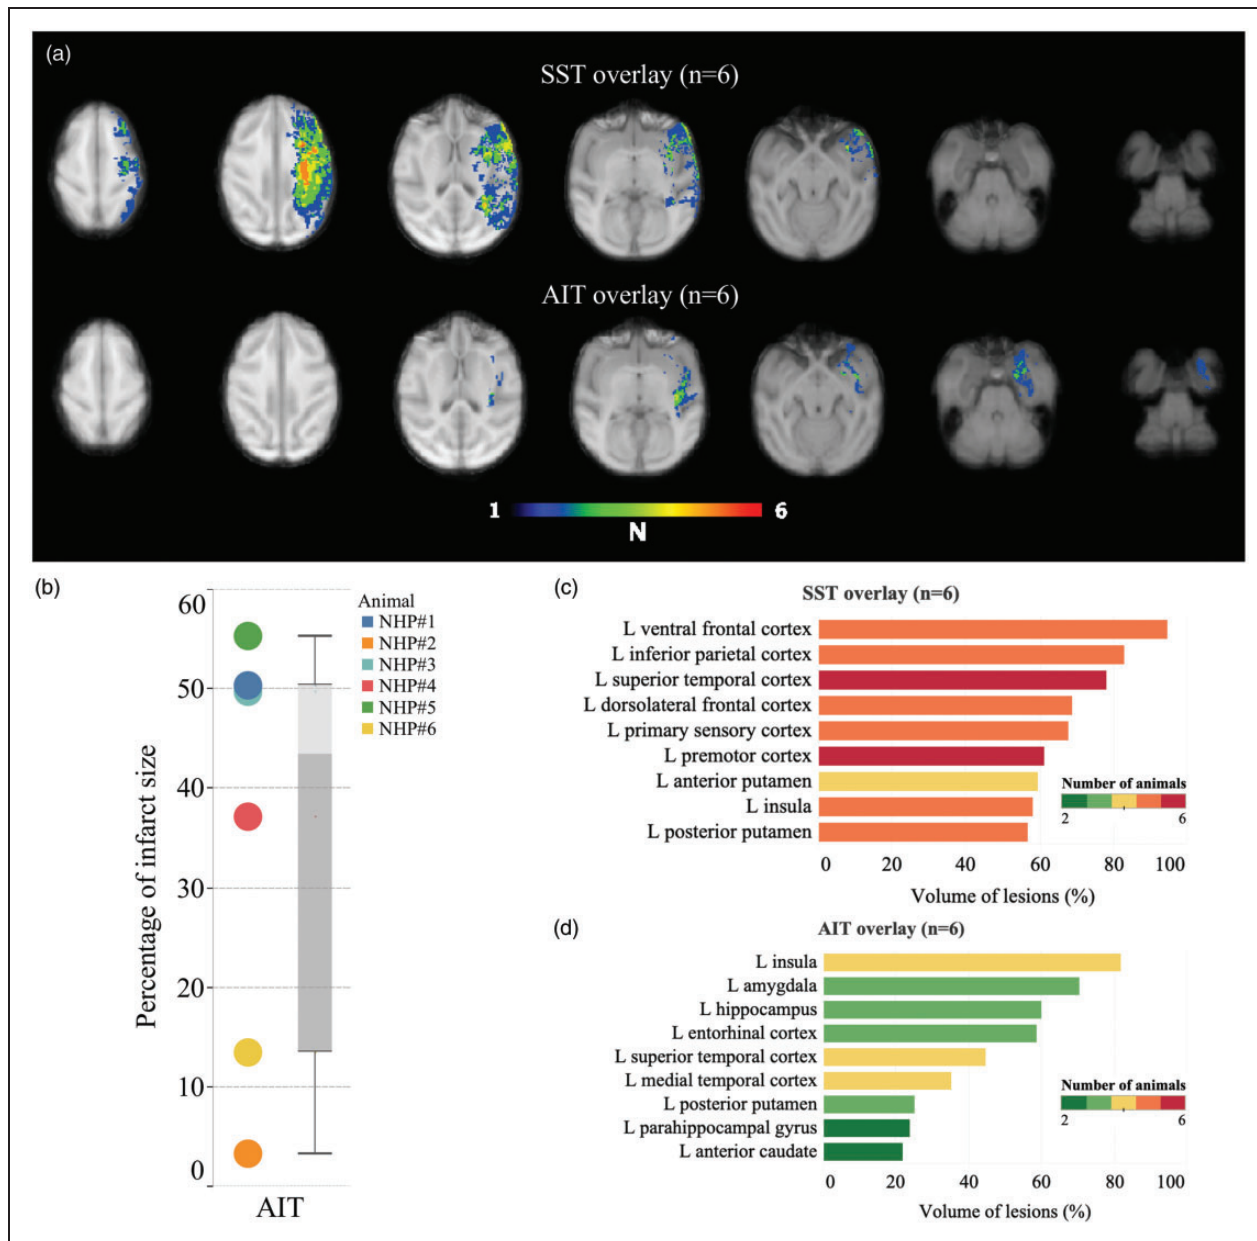 (a)
SST overlay (n=6)
AIT overlay (n=6)
1 6
N
(b)
60
50
40
30
20
10
0
Percentage of infarct size
AIT
Animal
NHP#1
NHP#2
NHP#3
NHP#4
NHP#5
NHP#6
(c)
SST overlay (n=6)
L ventral frontal cortex
L inferior parietal cortex
L superior temporal cortex
L dorsolateral frontal cortex
L primary sensory cortex
L premotor cortex
L anterior putamen
L insula
L posterior putamen
Number of animals
2 6
0 20 40 60 80 100
Volume of lesions (%)
(d)
AIT overlay (n=6)
L insula
L amygdala
L hippocampus
L entorhinal cortex
L superior temporal cortex
L medial temporal cortex
L posterior putamen
L parahippocampal gyrus
L anterior caudate
Number of animals
2 6
0 20 40 60 80 100
Volume of lesions (%)